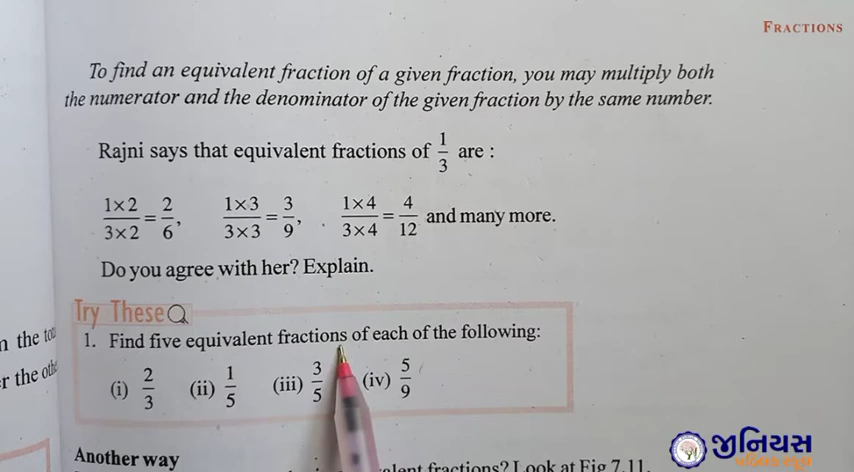 FRACTIONS
To find an equivalent fraction of a given fraction, you may multiply both
the numerator and the denominator of the given fraction by the same number.
Rajni says that equivalent fractions of 1/3 are :
1×2/3×2 = 2/6, 1×3/3×3 = 3/9, 1×4/3×4 = 4/12 and many more.
Do you agree with her? Explain.
Try These
n the
r the
1. Find five equivalent fractions of each of the following:
(i) 2/3 (ii) 1/5 (iii) 3/5 (iv) 5/9
Another way
fractions? Look at Fig 7.11.
જીનિયસ